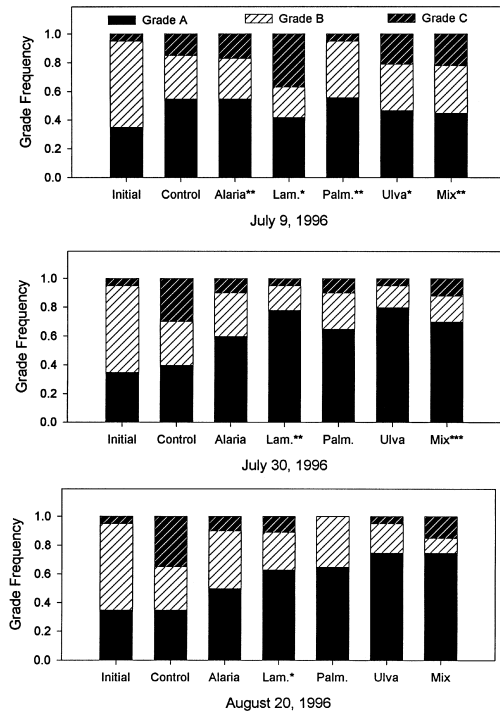 Grade A Grade B Grade C
Grade Frequency
1.0
0.8
0.6
0.4
0.2
0.0
Initial Control Alaria** Lam.* Palm.** Ulva* Mix**
July 9, 1996
Grade Frequency
1.0
0.8
0.6
0.4
0.2
0.0
Initial Control Alaria Lam.** Palm. Ulva Mix***
July 30, 1996
Grade Frequency
1.0
0.8
0.6
0.4
0.2
0.0
Initial Control Alaria Lam.* Palm. Ulva Mix
August 20, 1996